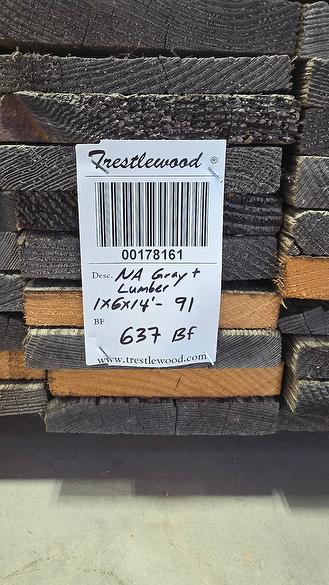 Trestlewood ®
00178161
Desc. NA Gray +
Lumber
1X6X14'- 91
BF
637 BF
www.trestlewood.com